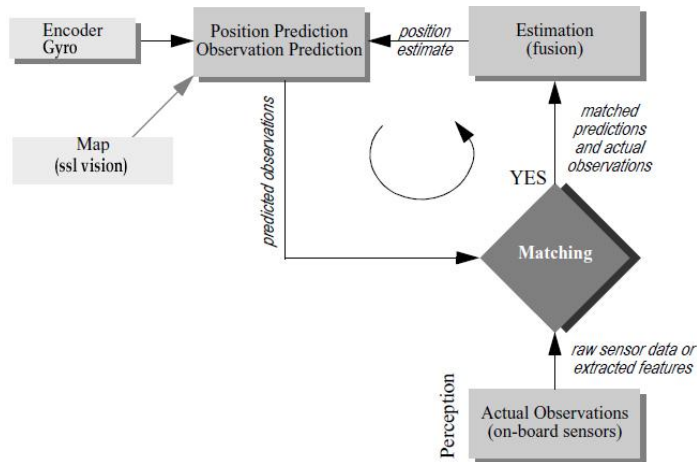 Encoder
Gyro
Position Prediction
Observation Prediction
position
estimate
Estimation
(fusion)
Map
(ssl vision)
predicted observations
matched
predictions
and actual
observations
YES
Matching
raw sensor data or
extracted features
Perception
Actual Observations
(on-board sensors)